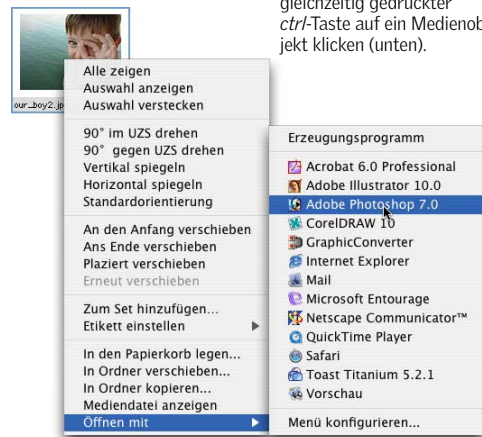 gleichzeitig gedrückter
ctrl-Taste auf ein Medienob
jekt klicken (unten).
our_boy2.jp
Alle zeigen
Auswahl anzeigen
Auswahl verstecken
90° im UZS drehen
90° gegen UZS drehen
Vertikal spiegeln
Horizontal spiegeln
Standardorientierung
An den Anfang verschieben
Ans Ende verschieben
Plaziert verschieben
Erneut verschieben
Zum Set hinzufügen...
Etikett einstellen
In den Papierkorb legen...
In Ordner verschieben...
In Ordner kopieren...
Mediendatei anzeigen
Öffnen mit
Erzeugungsprogramm
Acrobat 6.0 Professional
Adobe Illustrator 10.0
Adobe Photoshop 7.0
CorelDRAW 10
GraphicConverter
Internet Explorer
Mail
Microsoft Entourage
Netscape Communicator™
QuickTime Player
Safari
Toast Titanium 5.2.1
Vorschau
Menü konfigurieren...